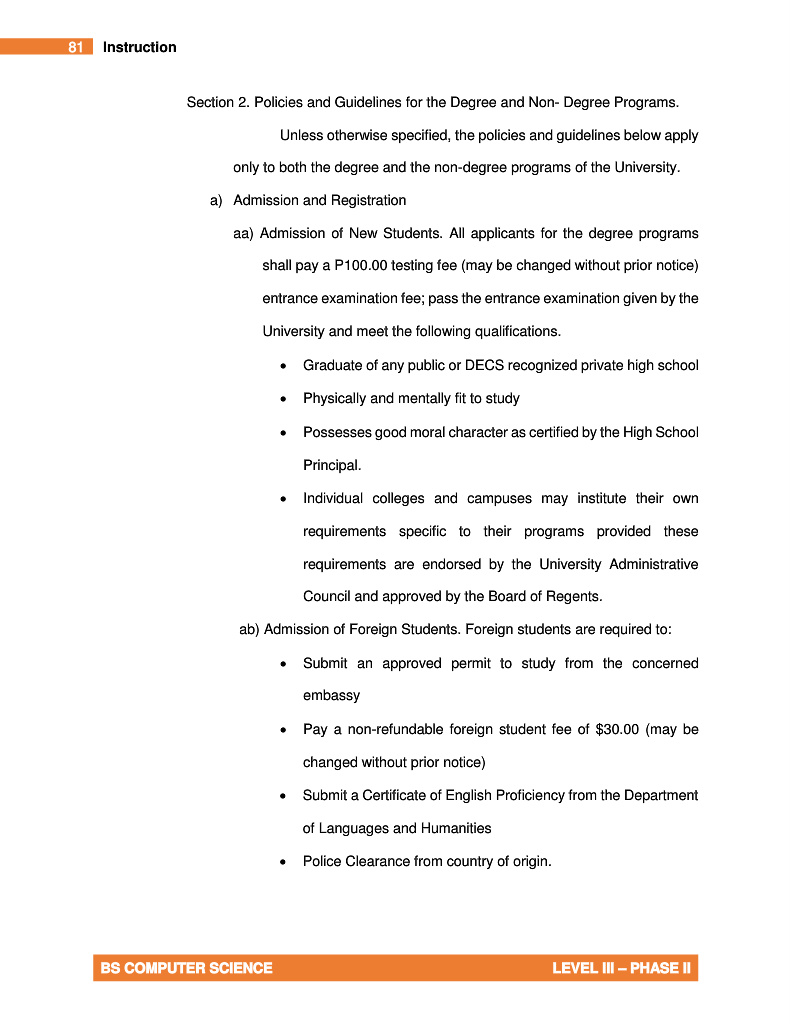 81 Instruction
Section 2. Policies and Guidelines for the Degree and Non- Degree Programs.
Unless otherwise specified, the policies and guidelines below apply
only to both the degree and the non-degree programs of the University.
a) Admission and Registration
aa) Admission of New Students. All applicants for the degree programs
shall pay a P100.00 testing fee (may be changed without prior notice)
entrance examination fee; pass the entrance examination given by the
University and meet the following qualifications.
• Graduate of any public or DECS recognized private high school
• Physically and mentally fit to study
• Possesses good moral character as certified by the High School
Principal.
• Individual colleges and campuses may institute their own
requirements specific to their programs provided these
requirements are endorsed by the University Administrative
Council and approved by the Board of Regents.
ab) Admission of Foreign Students. Foreign students are required to:
• Submit an approved permit to study from the concerned
embassy
• Pay a non-refundable foreign student fee of $30.00 (may be
changed without prior notice)
• Submit a Certificate of English Proficiency from the Department
of Languages and Humanities
• Police Clearance from country of origin.
BS COMPUTER SCIENCE LEVEL III – PHASE II